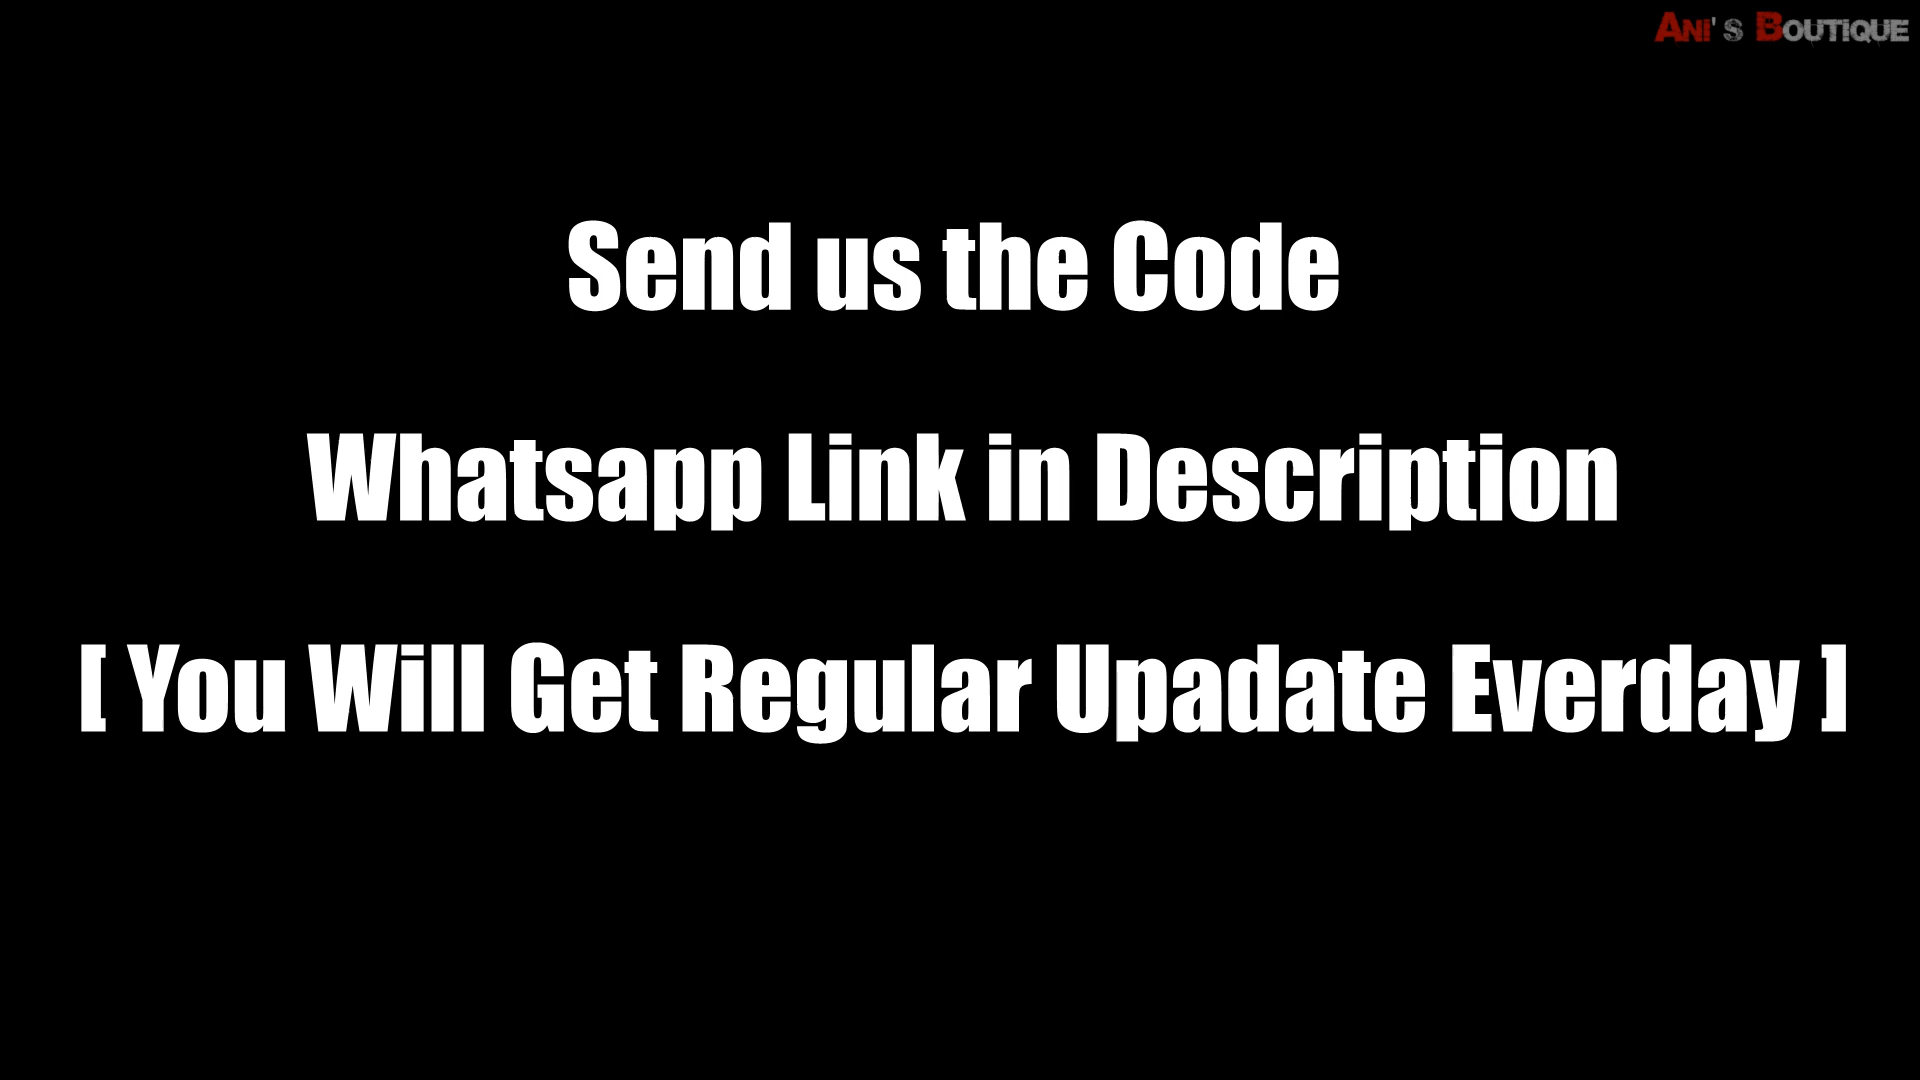 Ani's Boutique
Send us the Code
Whatsapp Link in Description
[ You Will Get Regular Upadate Everday ]